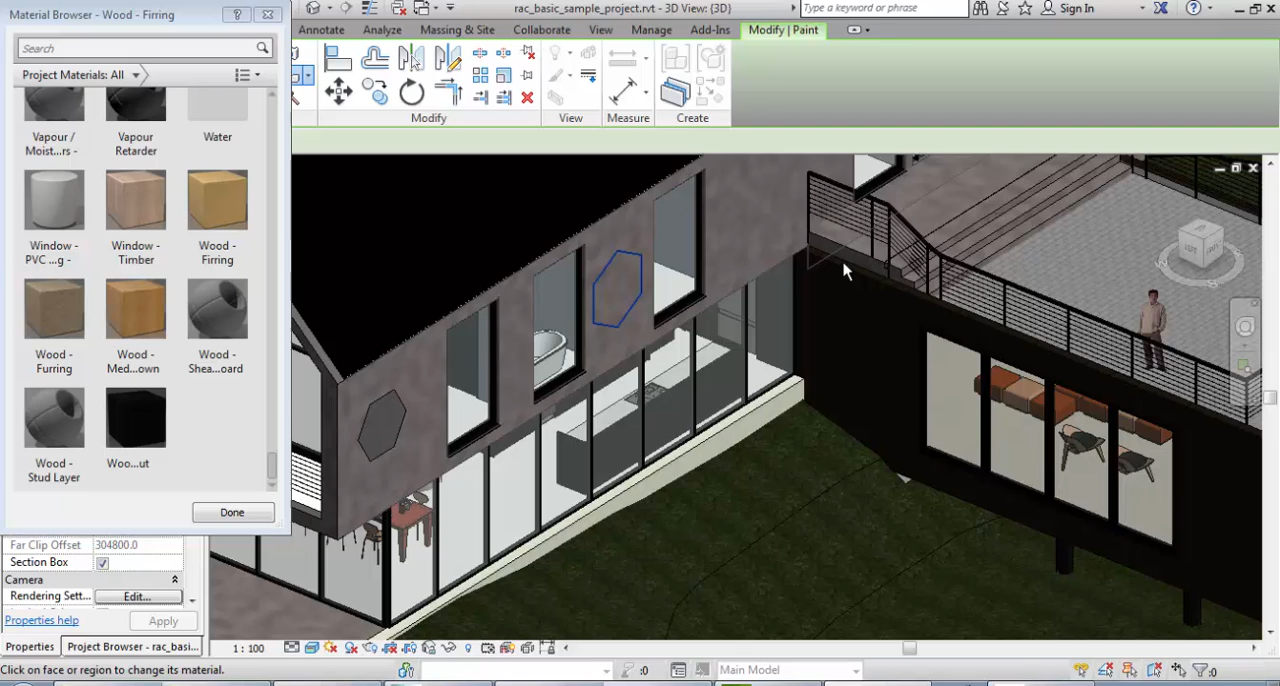 Material Browser - Wood - Firring
rac_basic_sample_project.rvt - 3D View: {3D}
Type a keyword or phrase
Sign In
Annotate
Analyze
Massing & Site
Collaborate
View
Manage
Add-Ins
Modify | Paint
Search
Project Materials: All
Modify
View
Measure
Create
Vapour /
Moist...rs -
Vapour
Retarder
Water
Window -
PVC ...g -
Window -
Timber
Wood -
Firring
Wood -
Furring
Wood -
Med...own
Wood -
Shea...oard
Wood -
Stud Layer
Woo...ut
Done
Far Clip Offset
304800.0
Section Box
Camera
Rendering Sett...
Edit...
Properties help
Apply
Properties
Project Browser - rac_basi...
1 : 100
Click on face or region to change its material.
:0
Main Model
:0